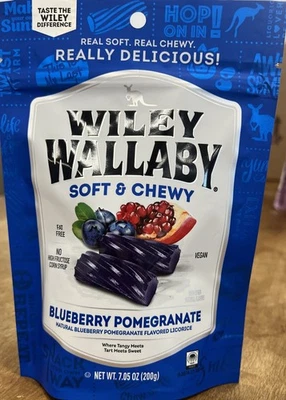 TASTE THE
WILEY
DIFFERENCE
HOP!
ON IN!
REAL SOFT. REAL CHEWY.
REALLY DELICIOUS!
WILEY
WALLABY®
SOFT & CHEWY
FAT
FREE
NO
HIGH FRUCTOSE
CORN SYRUP
VEGAN
BLUEBERRY POMEGRANATE
NATURAL BLUEBERRY POMEGRANATE FLAVORED LICORICE
Where Tangy Meets
Tart Meets Sweet
NET WT. 7.05 OZ (200g)